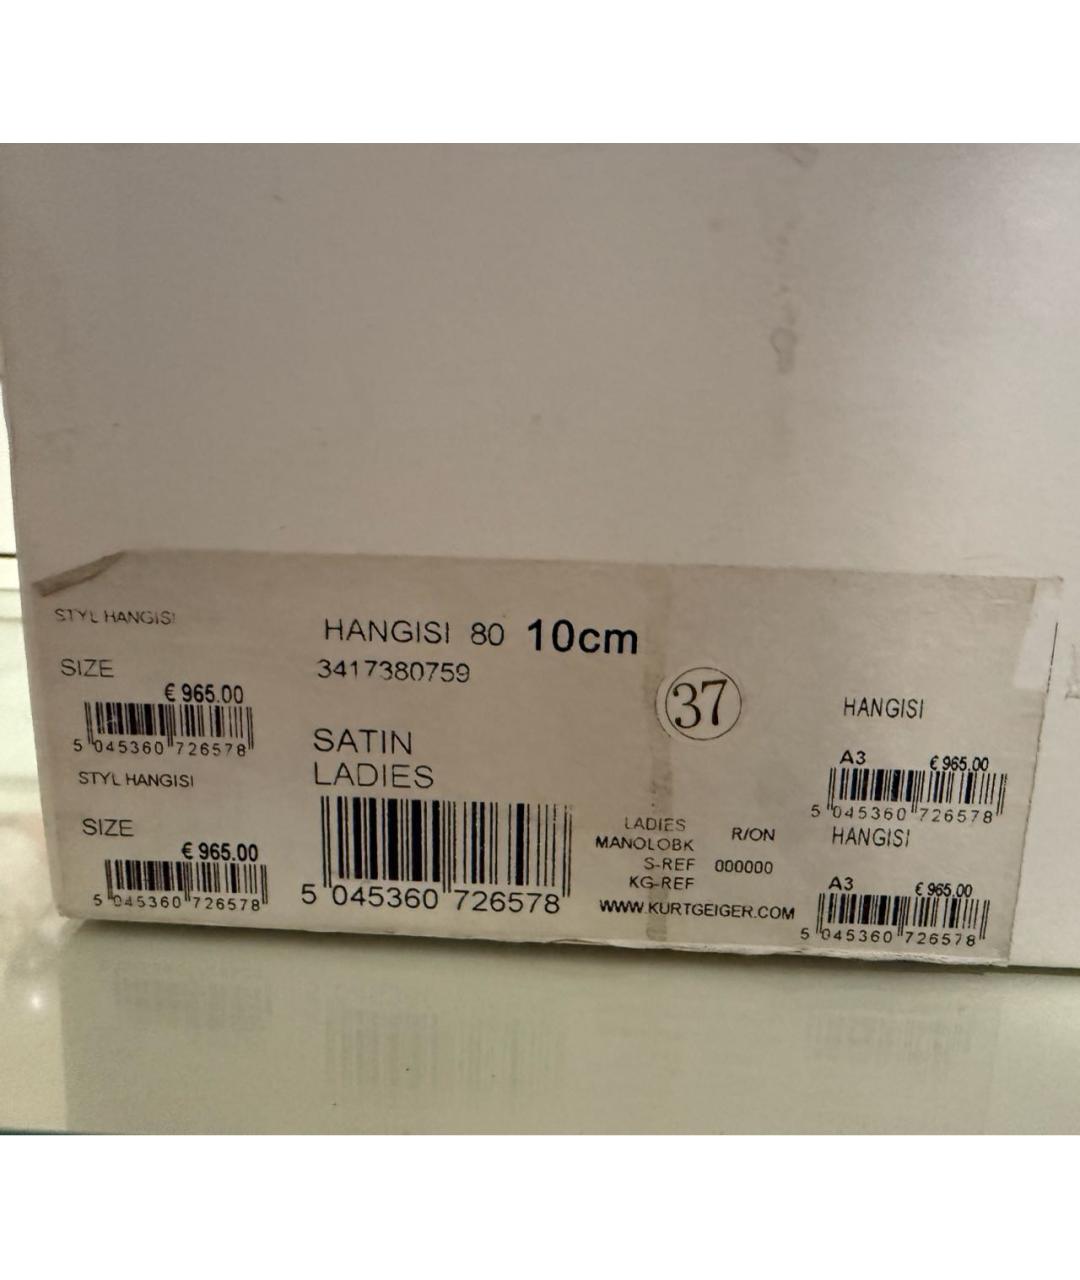 STYL HANGISI
SIZE
€ 965.00
5 045360 726578
STYL HANGISI
SIZE
€ 965.00
5 045360 726578
HANGISI 80 10cm
3417380759
SATIN
LADIES
5 045360 726578
37
LADIES R/ON
MANOLOBK
S-REF 000000
KG-REF
WWW.KURTGEIGER.COM
HANGISI
A3 € 965.00
5 045360 726578
HANGISI
A3 € 965.00
5 045360 726578